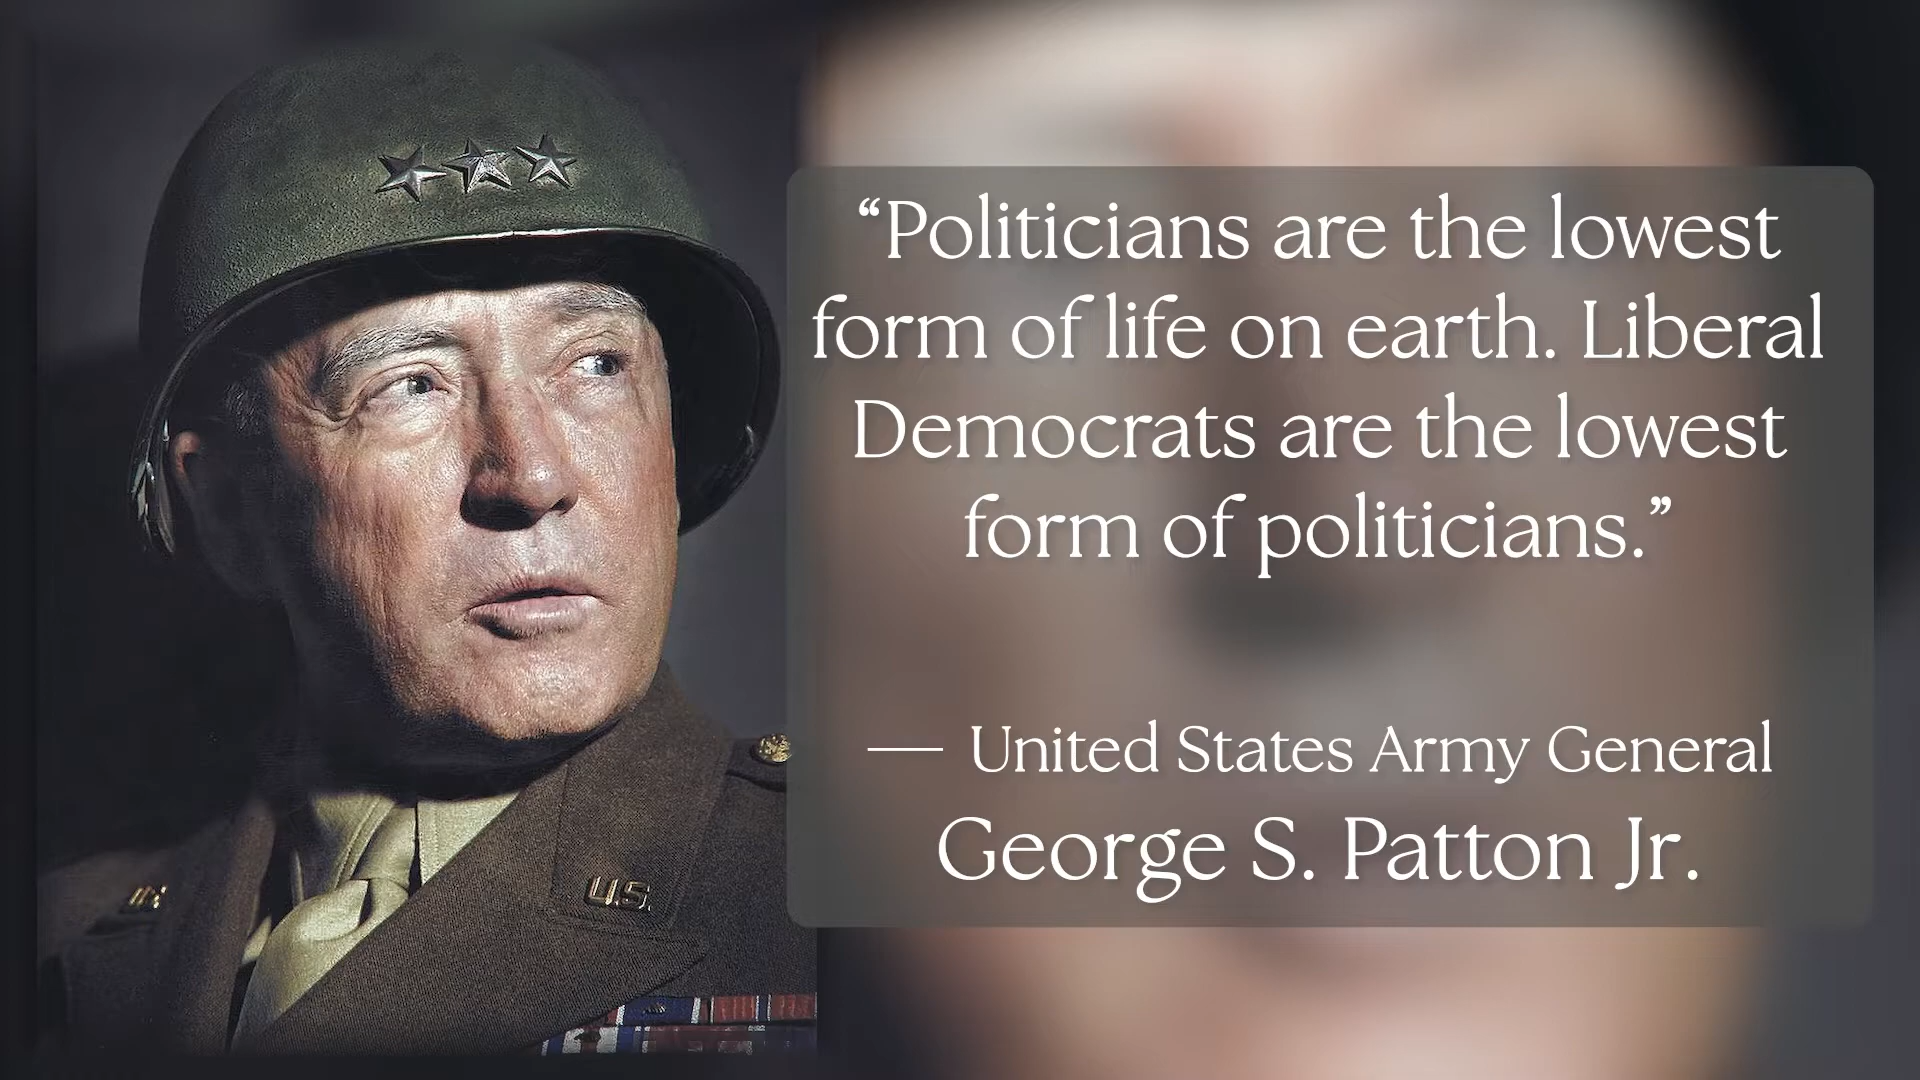 “Politicians are the lowest
form of life on earth. Liberal
Democrats are the lowest
form of politicians.”
— United States Army General
George S. Patton Jr.
U.S.